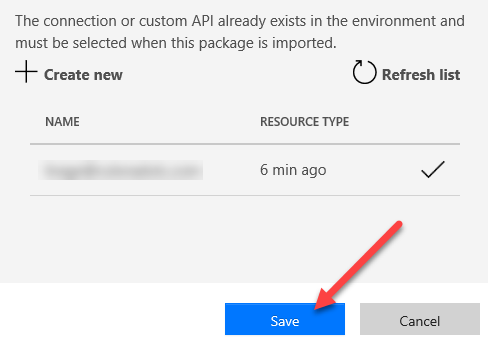 The connection or custom API already exists in the environment and
must be selected when this package is imported.
Create new Refresh list
NAME RESOURCE TYPE
6 min ago
Save Cancel